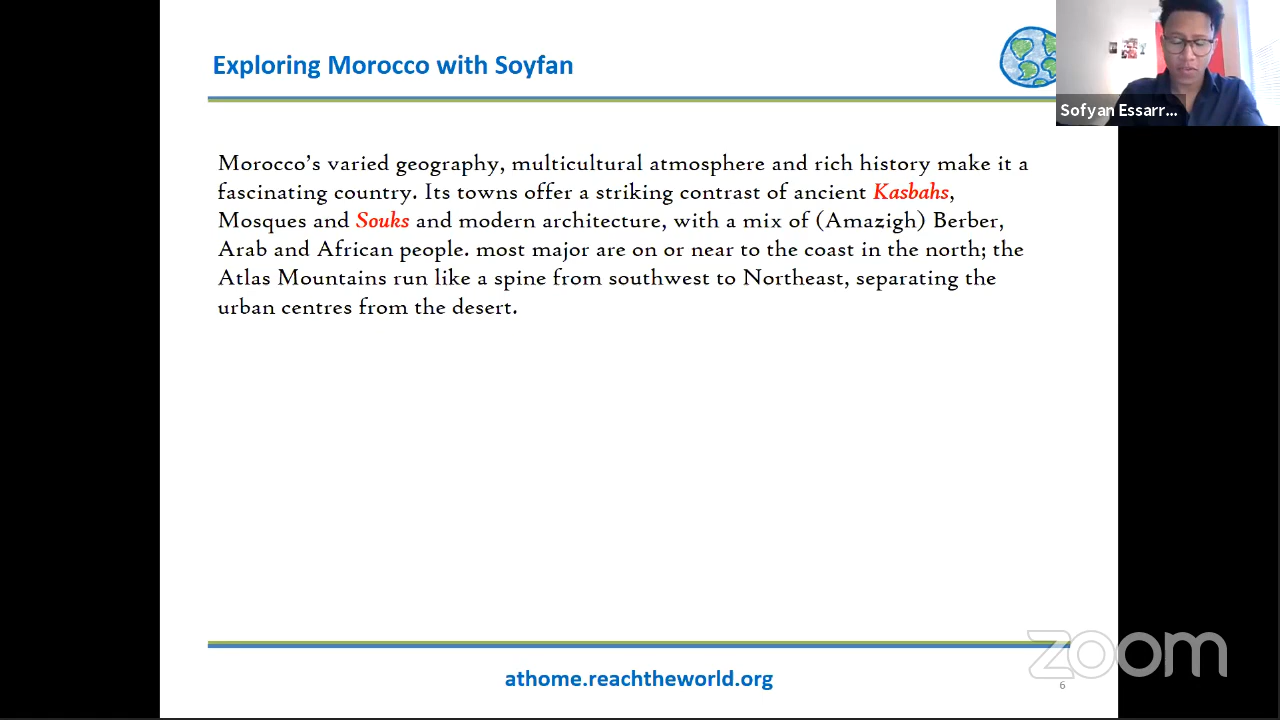 Exploring Morocco with Soyfan
Sofyan Essarr...
Morocco's varied geography, multicultural atmosphere and rich history make it a
fascinating country. Its towns offer a striking contrast of ancient Kasbahs,
Mosques and Souks and modern architecture, with a mix of (Amazigh) Berber,
Arab and African people. most major are on or near to the coast in the north; the
Atlas Mountains run like a spine from southwest to Northeast, separating the
urban centres from the desert.
zoom
athome.reachtheworld.org
6